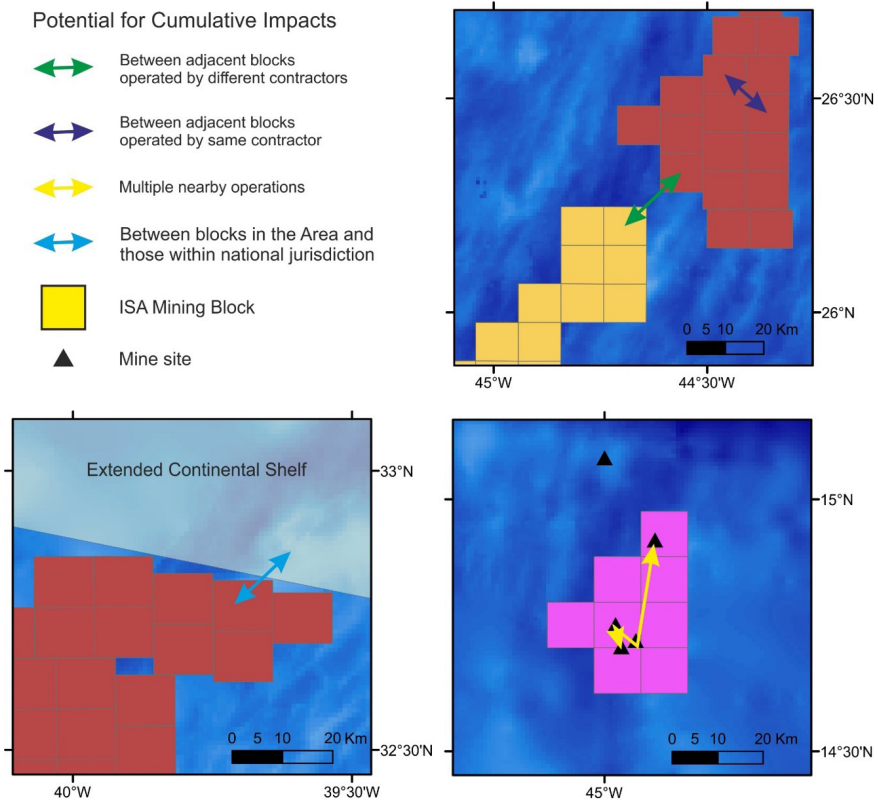 Potential for Cumulative Impacts
Between adjacent blocks
operated by different contractors
Between adjacent blocks
operated by same contractor
Multiple nearby operations
Between blocks in the Area and
those within national jurisdiction
ISA Mining Block
Mine site
26°30'N
26°N
0 5 10 20 Km
45°W
44°30'W
Extended Continental Shelf
33°N
0 5 10 20 Km
32°30'N
40°W
39°30'W
15°N
0 5 10 20 Km
14°30'N
45°W